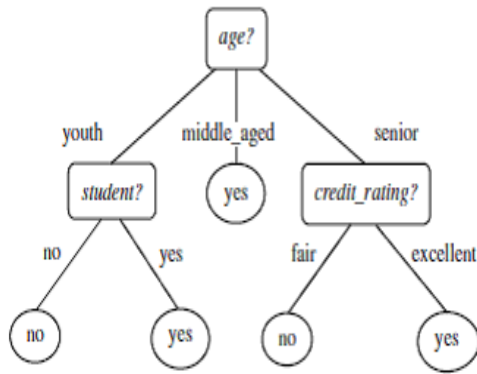 age?
youth
middle_aged
senior
student?
yes
credit_rating?
no
yes
fair
excellent
no
yes
no
yes